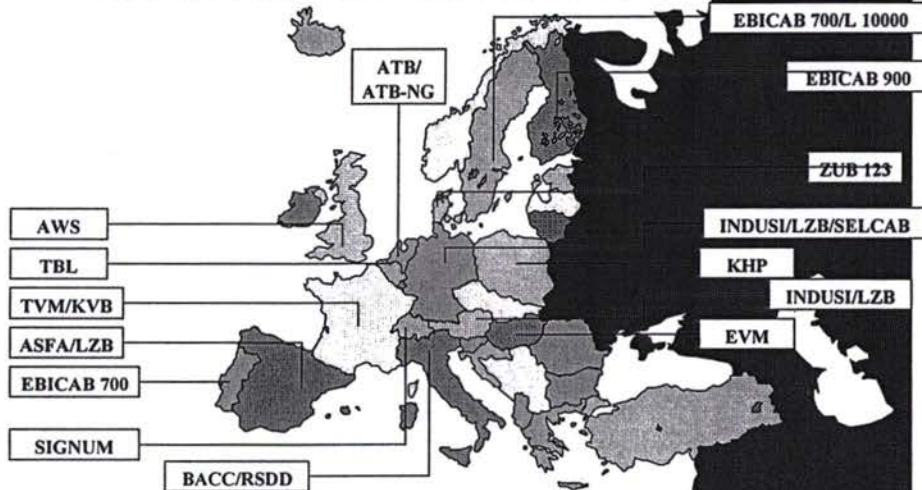 EBICAB 700/L 10000
ATB/
ATB-NG
EBICAB 900
ZUB 123
AWS
INDUSI/LZB/SELCAB
TBL
KHP
TVM/KVB
INDUSI/LZB
ASFA/LZB
EVM
EBICAB 700
SIGNUM
BACC/RSDD